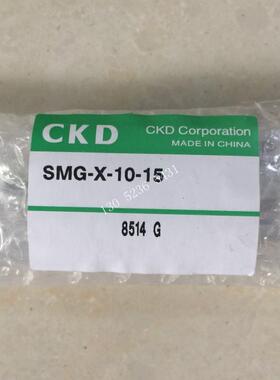 CKD
CKD Corporation
MADE IN CHINA
SMG-X-10-15
8514 G